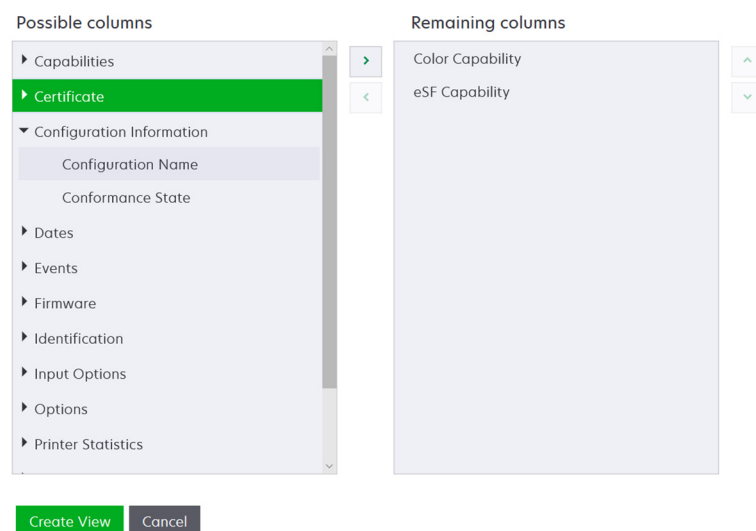 Possible columns
Capabilities
Certificate
Configuration Information
Configuration Name
Conformance State
Dates
Events
Firmware
Identification
Input Options
Options
Printer Statistics
Remaining columns
Color Capability
eSF Capability
Create View
Cancel